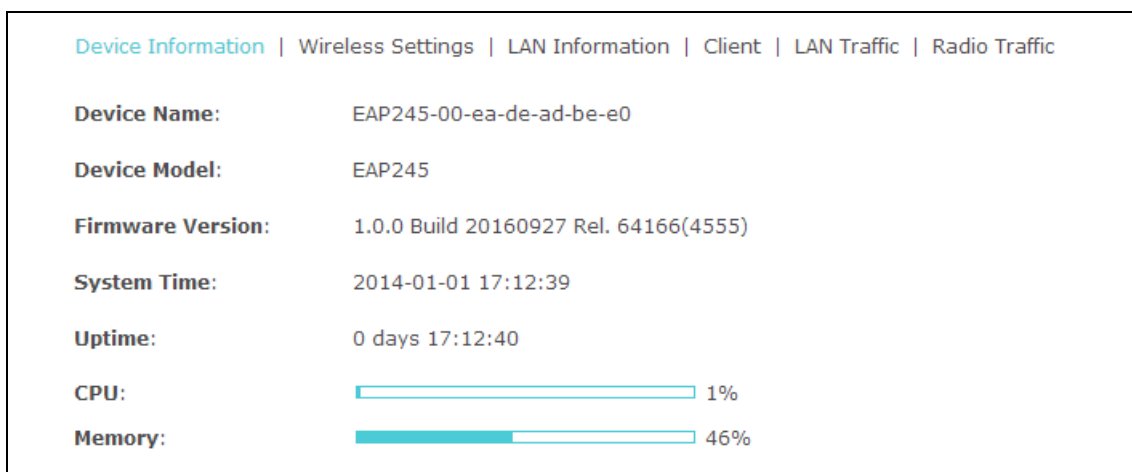 Device Information | Wireless Settings | LAN Information | Client | LAN Traffic | Radio Traffic
Device Name: EAP245-00-ea-de-ad-be-e0
Device Model: EAP245
Firmware Version: 1.0.0 Build 20160927 Rel. 64166(4555)
System Time: 2014-01-01 17:12:39
Uptime: 0 days 17:12:40
CPU: 1%
Memory: 46%